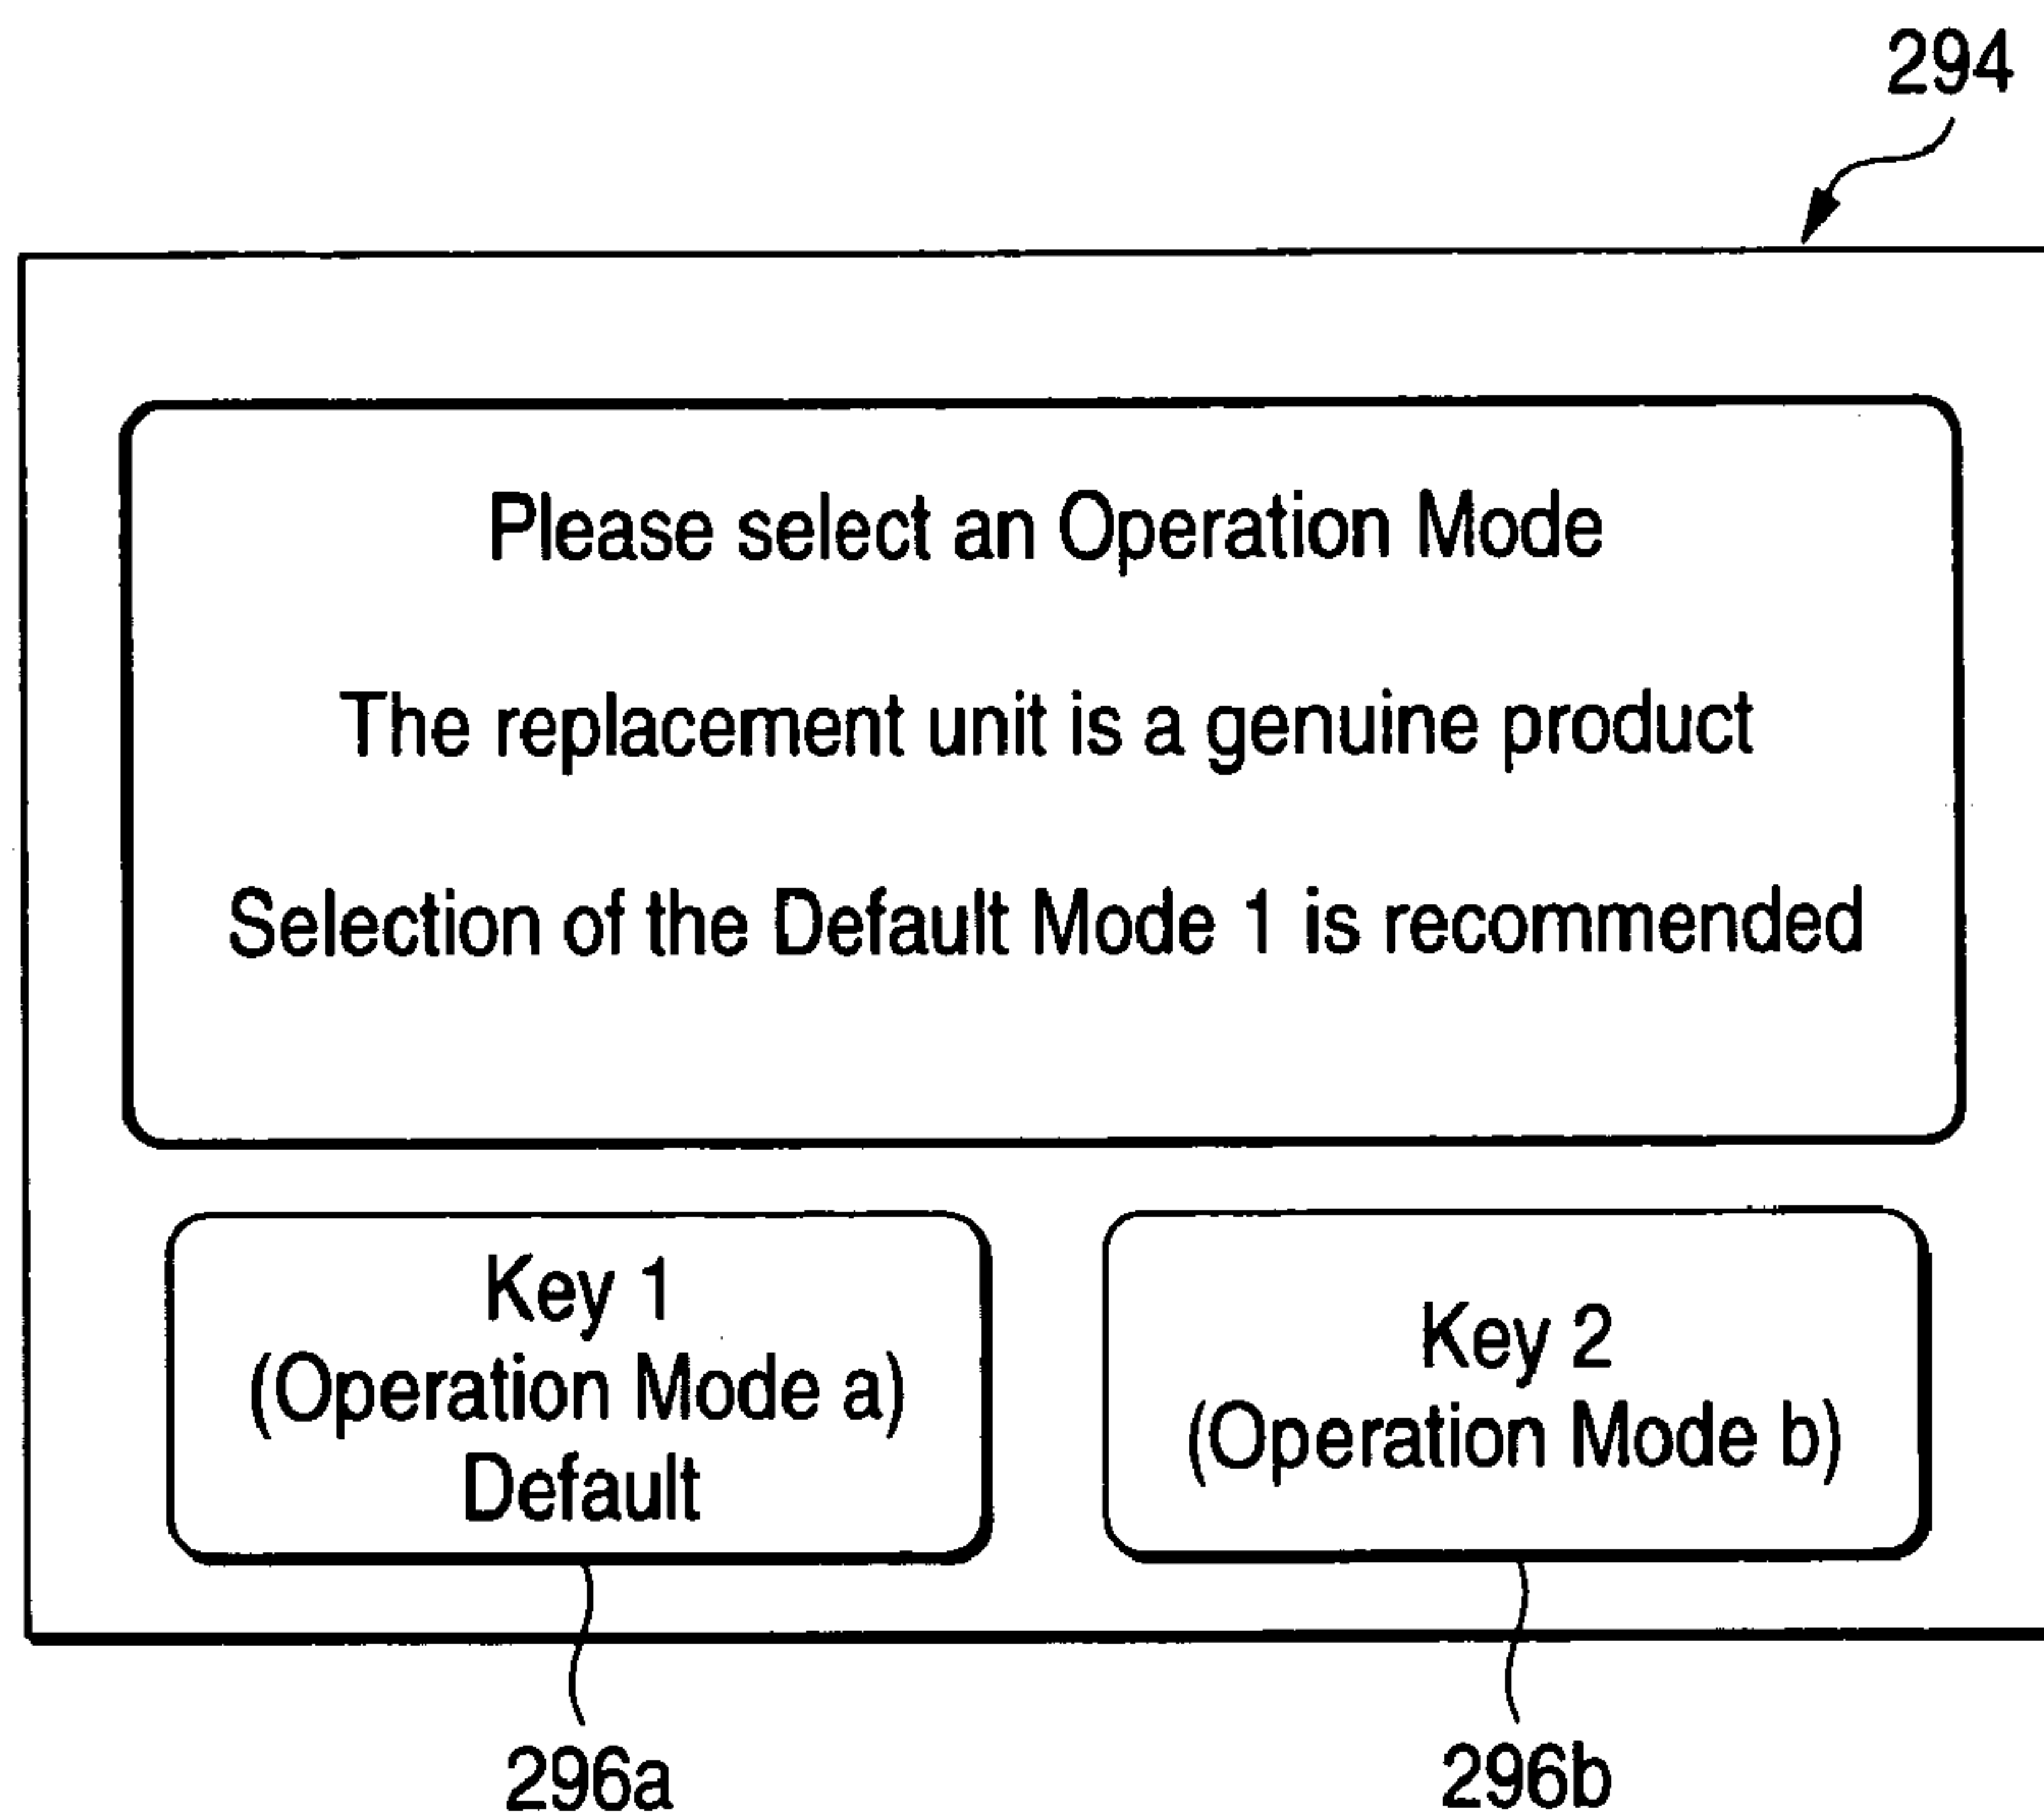 294
Please select an Operation Mode
The replacement unit is a genuine product
Selection of the Default Mode 1 is recommended
Key 1
(Operation Mode a)
Default
Key 2
(Operation Mode b)
296a
296b